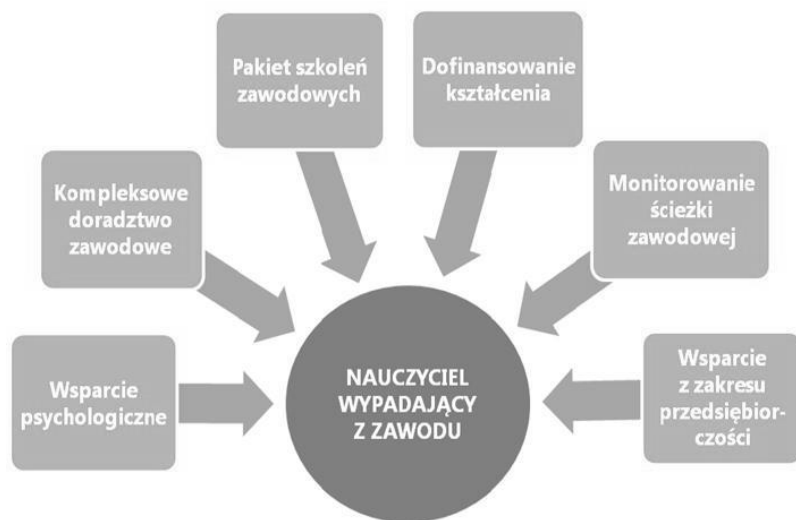 Pakiet szkoleń
zawodowych
Dofinansowanie
kształcenia
Kompleksowe
doradztwo
zawodowe
Monitorowanie
ścieżki
zawodowej
Wsparcie
psychologiczne
NAUCZYCIEL
WYPADAJĄCY
Z ZAWODU
Wsparcie
z zakresu
przedsiębior-
czości